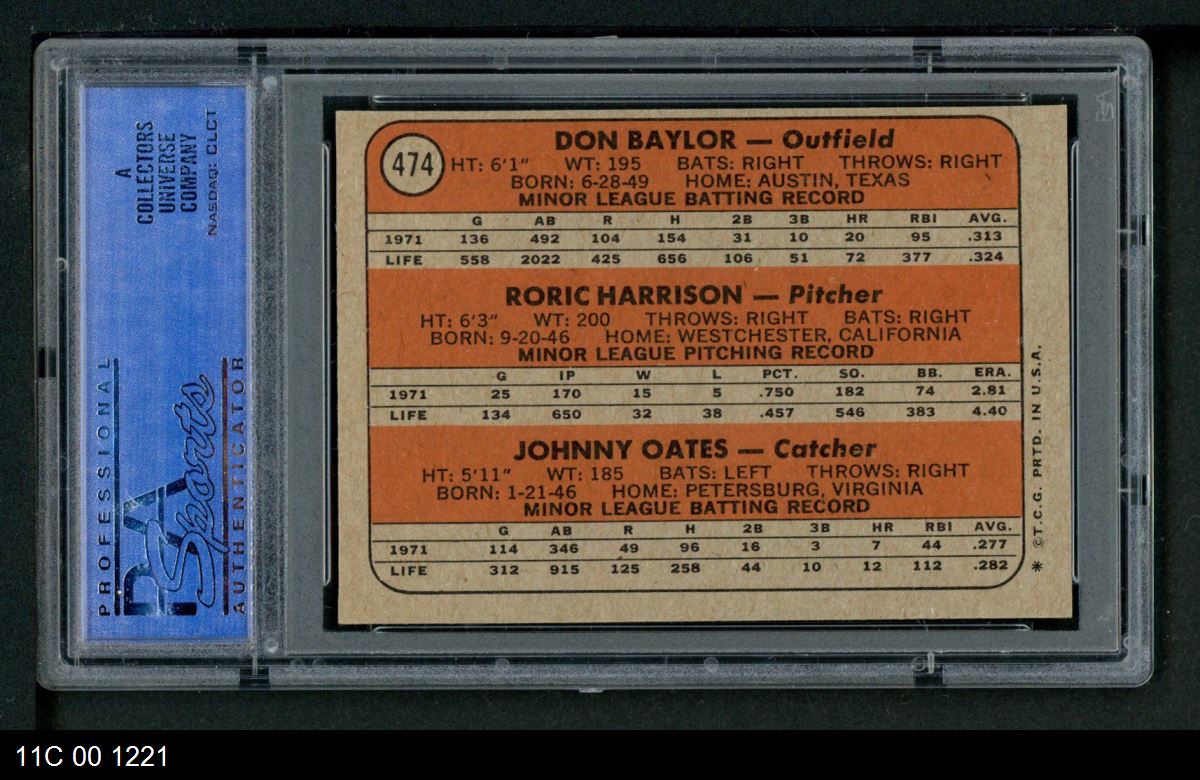 A
COLLECTORS
UNIVERSE
COMPANY
NASDAQ: CLCT
PROFESSIONAL
PSA
Sports
AUTHENTICATOR
474
DON BAYLOR — Outfield
HT: 6'1" WT: 195 BATS: RIGHT THROWS: RIGHT
BORN: 6-28-49 HOME: AUSTIN, TEXAS
MINOR LEAGUE BATTING RECORD
G AB R H 2B 3B HR RBI AVG.
1971 136 492 104 154 31 10 20 95 .313
LIFE 558 2022 425 656 106 51 72 377 .324
RORIC HARRISON — Pitcher
HT: 6'3" WT: 200 THROWS: RIGHT BATS: RIGHT
BORN: 9-20-46 HOME: WESTCHESTER, CALIFORNIA
MINOR LEAGUE PITCHING RECORD
G IP W L PCT. SO. BB. ERA.
1971 25 170 15 5 .750 182 74 2.81
LIFE 134 650 32 38 .457 546 383 4.40
JOHNNY OATES — Catcher
HT: 5'11" WT: 185 BATS: LEFT THROWS: RIGHT
BORN: 1-21-46 HOME: PETERSBURG, VIRGINIA
MINOR LEAGUE BATTING RECORD
G AB R H 2B 3B HR RBI AVG.
1971 114 346 49 96 16 3 7 44 .277
LIFE 312 915 125 258 44 10 12 112 .282
* ©T.C.G. PRTD. IN U.S.A.
11C 00 1221